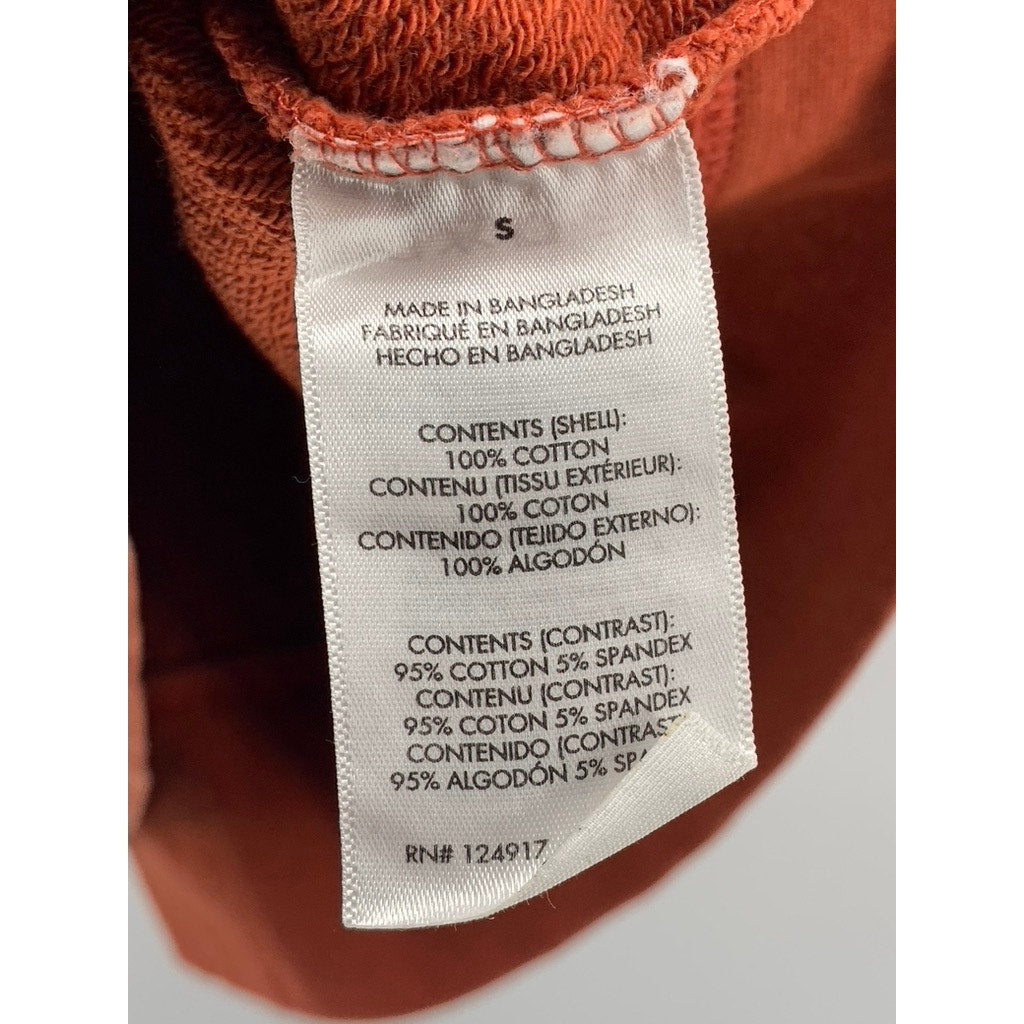 S
MADE IN BANGLADESH
FABRIQUÉ EN BANGLADESH
HECHO EN BANGLADESH
CONTENTS (SHELL):
100% COTTON
CONTENU (TISSU EXTÉRIEUR):
100% COTON
CONTENIDO (TEJIDO EXTERNO):
100% ALGODÓN
CONTENTS (CONTRAST):
95% COTTON 5% SPANDEX
CONTENU (CONTRAST):
95% COTON 5% SPANDEX
CONTENIDO (CONTRAST
95% ALGODÓN 5%
RN# 124917